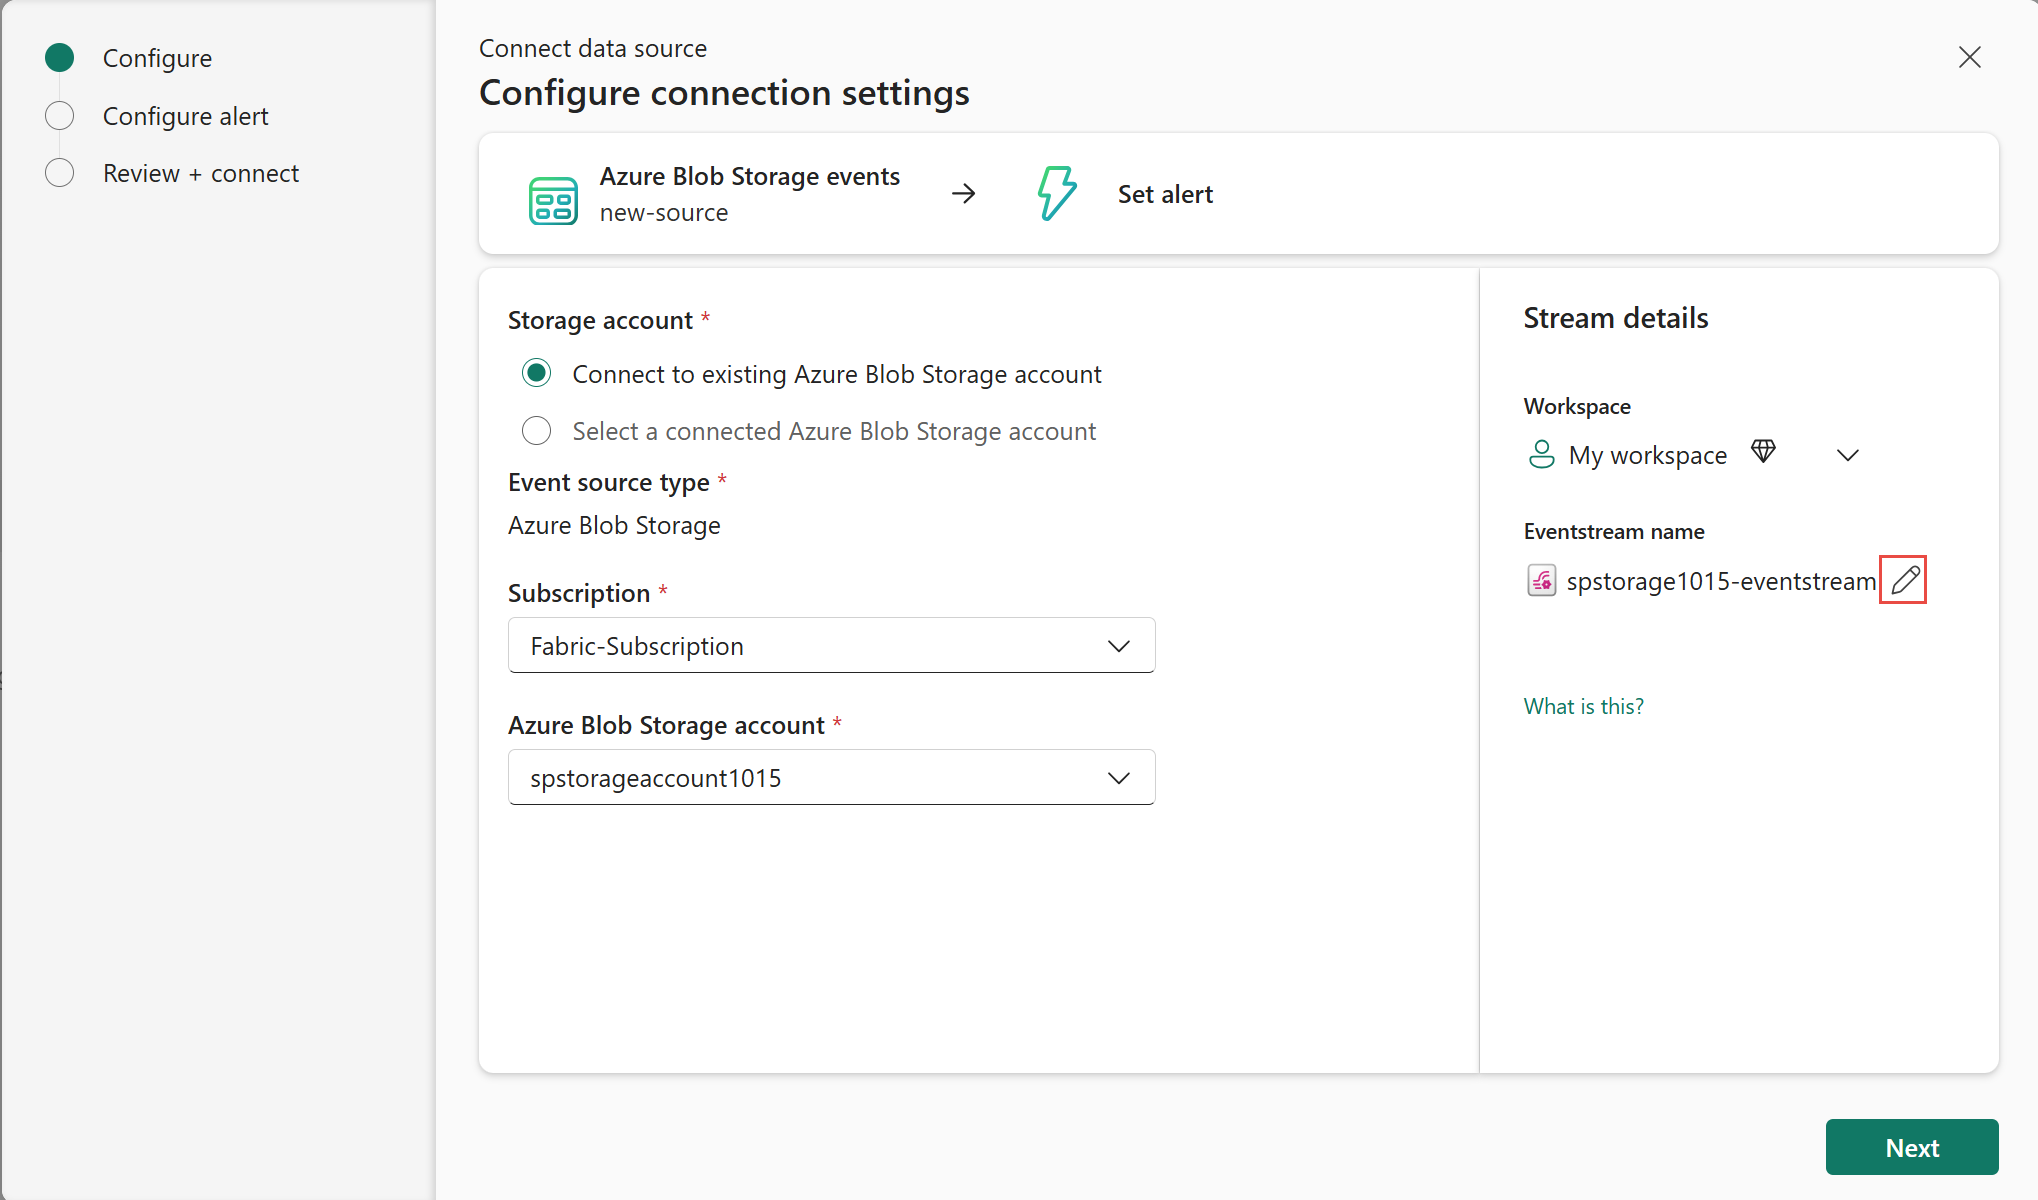 Configure
Configure alert
Review + connect
Connect data source
Configure connection settings
Azure Blob Storage events
new-source
Set alert
Storage account *
Connect to existing Azure Blob Storage account
Select a connected Azure Blob Storage account
Event source type *
Azure Blob Storage
Subscription *
Fabric-Subscription
Azure Blob Storage account *
spstorageaccount1015
Stream details
Workspace
My workspace
Eventstream name
spstorage1015-eventstream
What is this?
Next